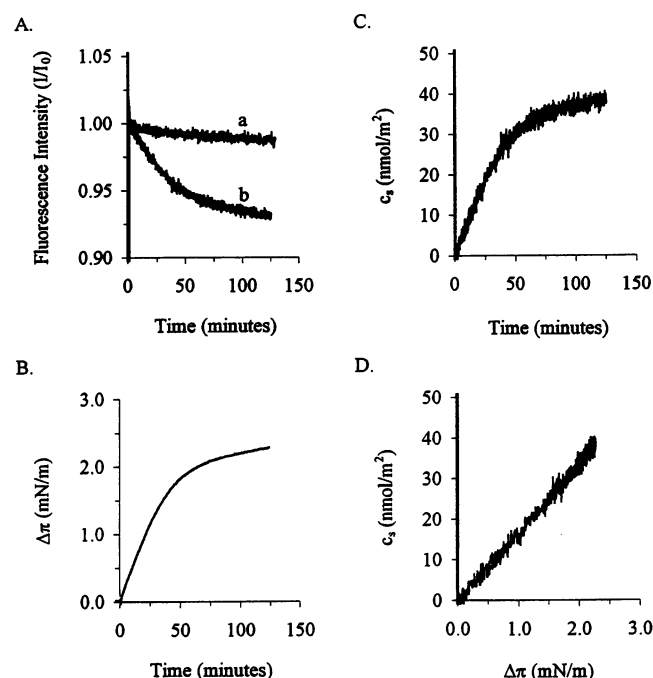 A.
Fluorescence Intensity (I/I₀)
1.05
1.00
0.95
0.90
a
b
0 50 100 150
Time (minutes)
C.
cₛ (nmol/m²)
50
40
30
20
10
0
0 50 100 150
Time (minutes)
B.
Δπ (mN/m)
3.0
2.0
1.0
0.0
0 50 100 150
Time (minutes)
D.
cₛ (nmol/m²)
50
40
30
20
10
0
0.0 1.0 2.0 3.0
Δπ (mN/m)